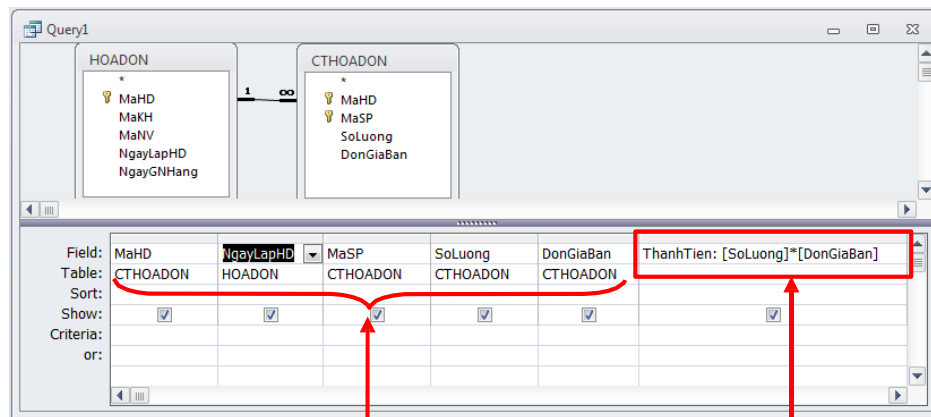 Query1
HOADON
*
MaHD
MaKH
MaNV
NgayLapHD
NgayGNHang
1 ∞
CTHOADON
*
MaHD
MaSP
SoLuong
DonGiaBan
Field: MaHD NgayLapHD MaSP SoLuong DonGiaBan ThanhTien: [SoLuong]*[DonGiaBan]
Table: CTHOADON HOADON CTHOADON CTHOADON CTHOADON
Sort:
Show:
Criteria:
or: